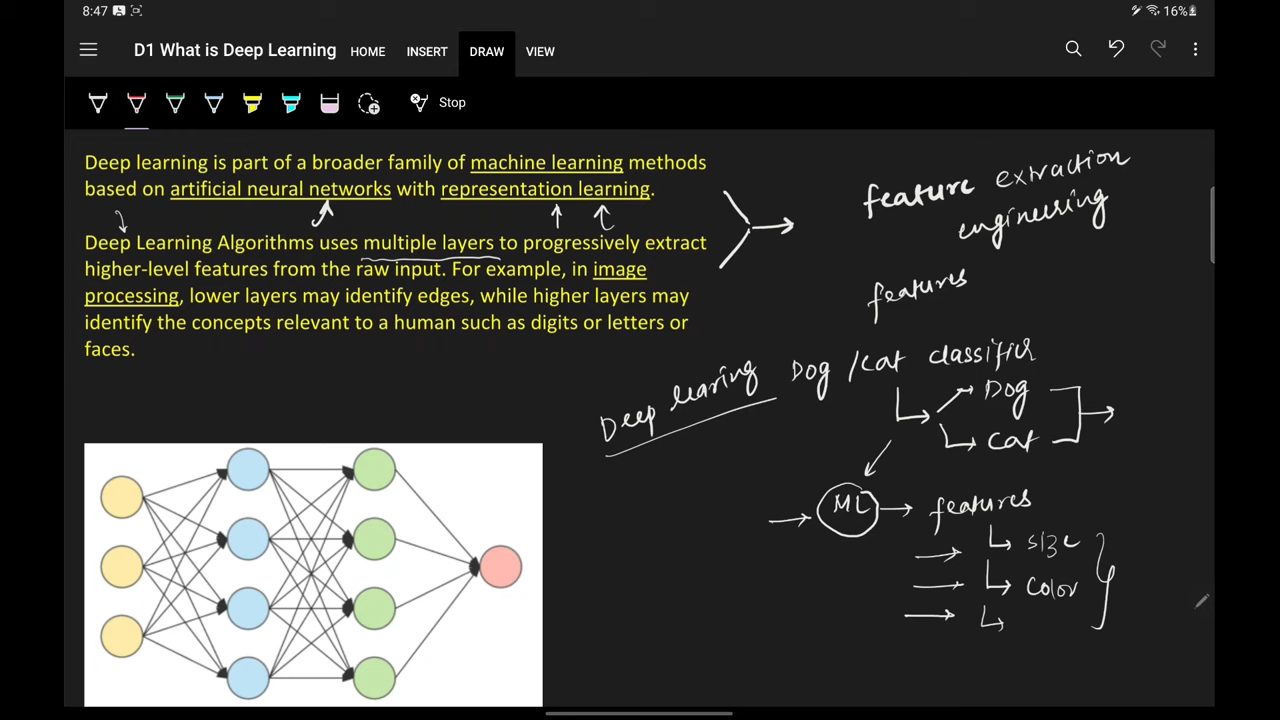 8:47
16%
D1 What is Deep Learning HOME INSERT DRAW VIEW
Stop
Deep learning is part of a broader family of machine learning methods
based on artificial neural networks with representation learning.
Deep Learning Algorithms uses multiple layers to progressively extract
higher-level features from the raw input. For example, in image
processing, lower layers may identify edges, while higher layers may
identify the concepts relevant to a human such as digits or letters or
faces.
feature extraction
engineering
features
Deep learing Dog /Cat classifier
Dog
Cat
ML features
size
color